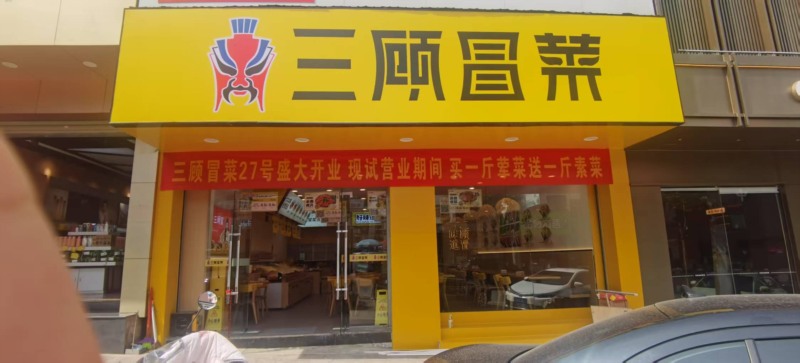 三顾冒菜
三顾冒菜27号盛大开业 现试营业期间 买一斤荤菜送一斤素菜